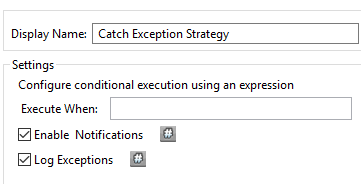 Display Name: Catch Exception Strategy
Settings
Configure conditional execution using an expression
Execute When:
Enable Notifications #
Log Exceptions #